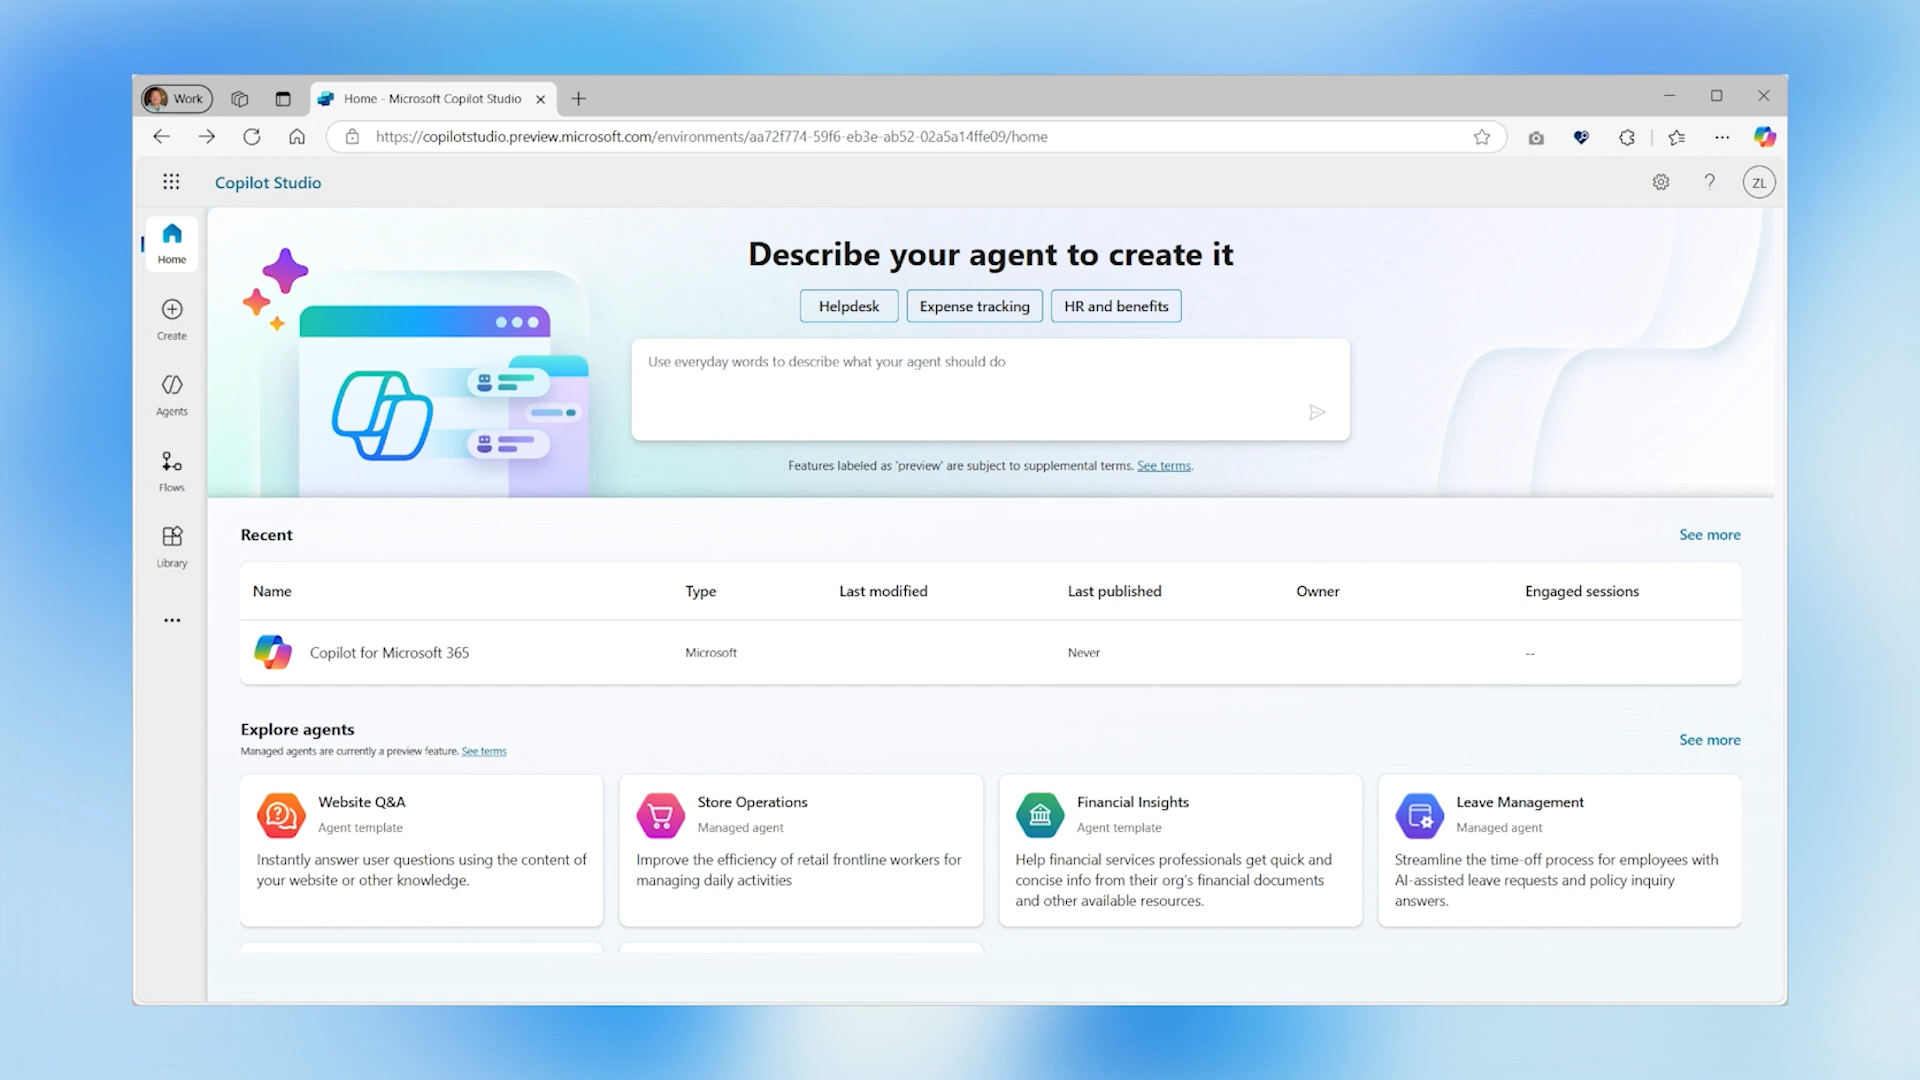 Work
Home - Microsoft Copilot Studio
https://copilotstudio.preview.microsoft.com/environments/aa72f774-59f6-eb3e-ab52-02a5a14ffe09/home
Copilot Studio
ZL
Home
Create
Agents
Flows
Library
Describe your agent to create it
Helpdesk
Expense tracking
HR and benefits
Use everyday words to describe what your agent should do
Features labeled as 'preview' are subject to supplemental terms. See terms.
Recent
See more
Name Type Last modified Last published Owner Engaged sessions
Copilot for Microsoft 365 Microsoft Never --
Explore agents
Managed agents are currently a preview feature. See terms
See more
Website Q&A
Agent template
Instantly answer user questions using the content of
your website or other knowledge.
Store Operations
Managed agent
Improve the efficiency of retail frontline workers for
managing daily activities
Financial Insights
Agent template
Help financial services professionals get quick and
concise info from their org's financial documents
and other available resources.
Leave Management
Managed agent
Streamline the time-off process for employees with
AI-assisted leave requests and policy inquiry
answers.